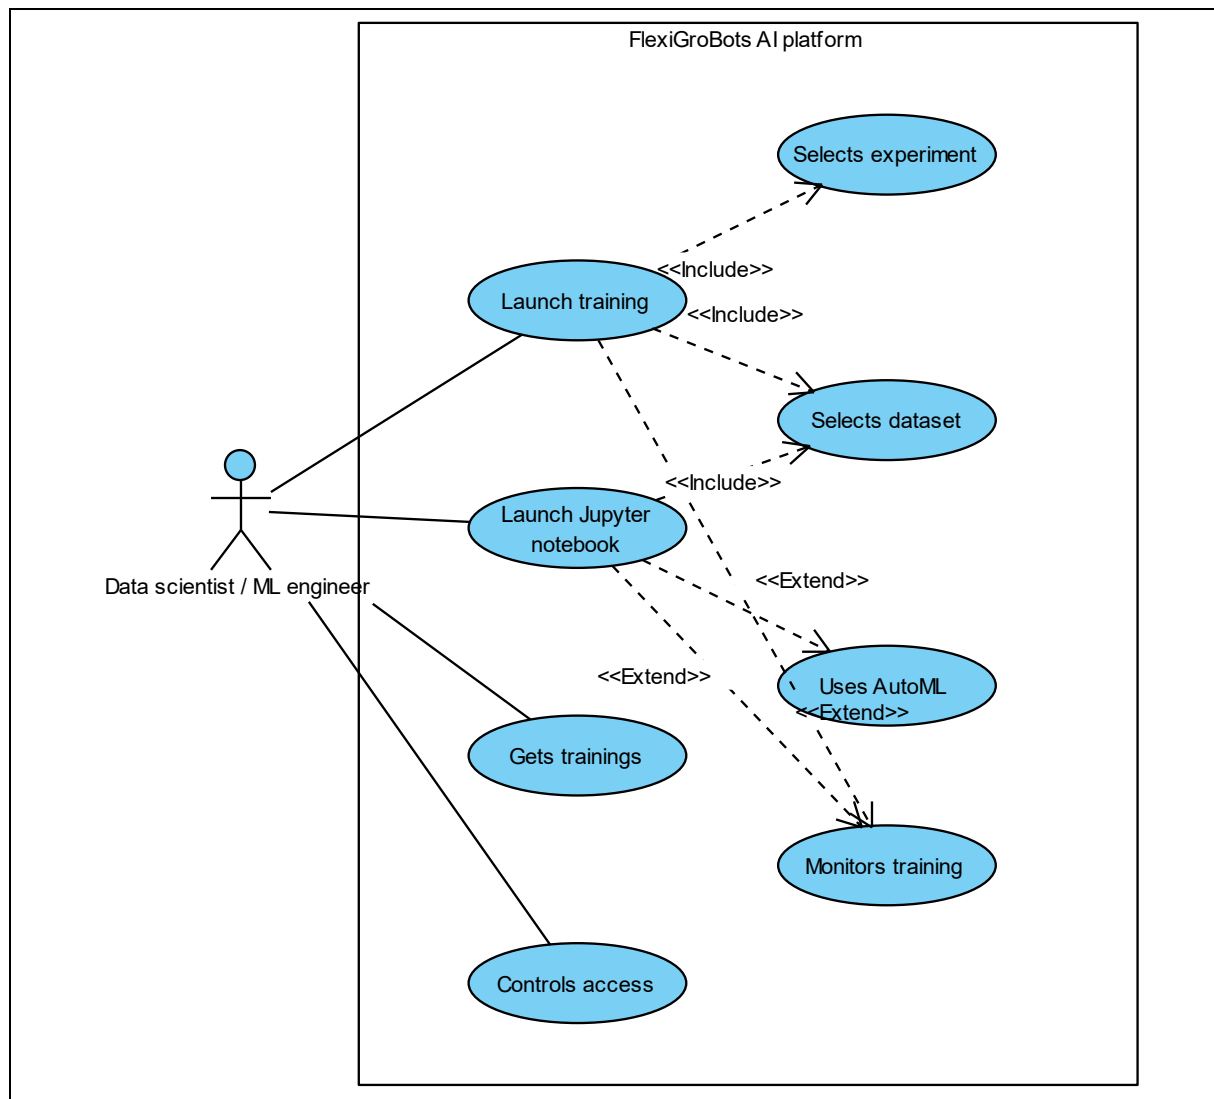 FlexiGroBots AI platform
Selects experiment
<<Include>>
Launch training
<<Include>>
Selects dataset
<<Include>>
Launch Jupyter
notebook
Data scientist / ML engineer
<<Extend>>
<<Extend>>
Uses AutoML
<<Extend>>
Gets trainings
Monitors training
Controls access